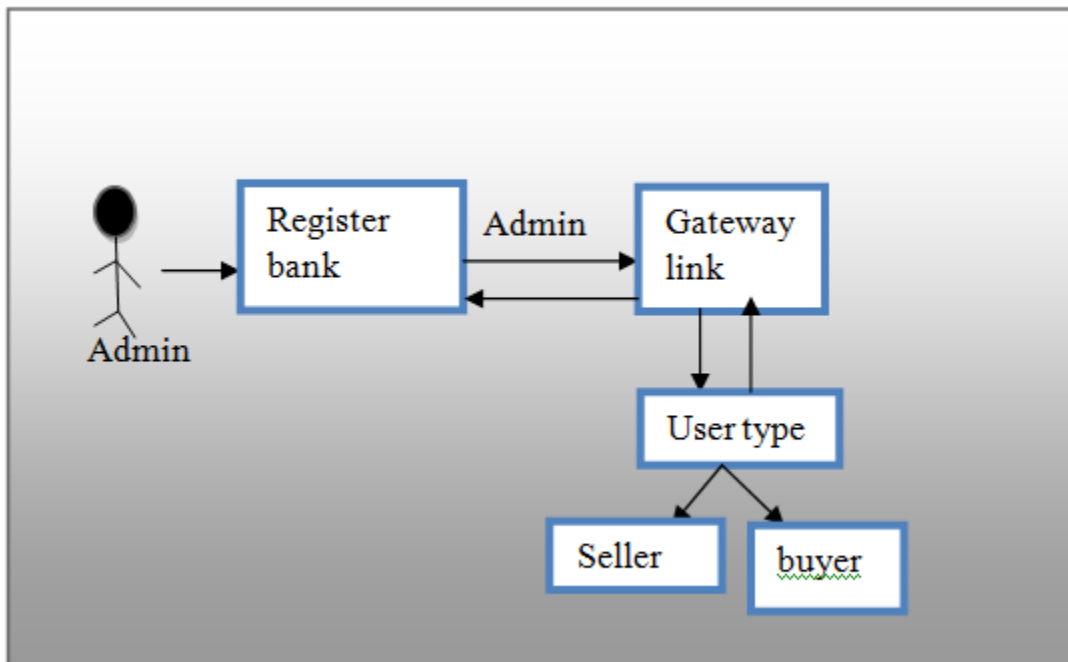 Register
bank
Admin
Gateway
link
Admin
User type
Seller
buyer